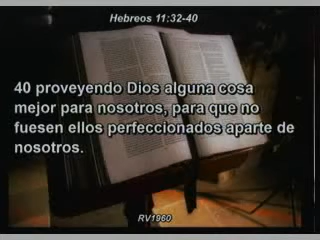 Hebreos 11:32-40
40 proveyendo Dios alguna cosa
mejor para nosotros, para que no
fuesen ellos perfeccionados aparte de
nosotros.
RV1960